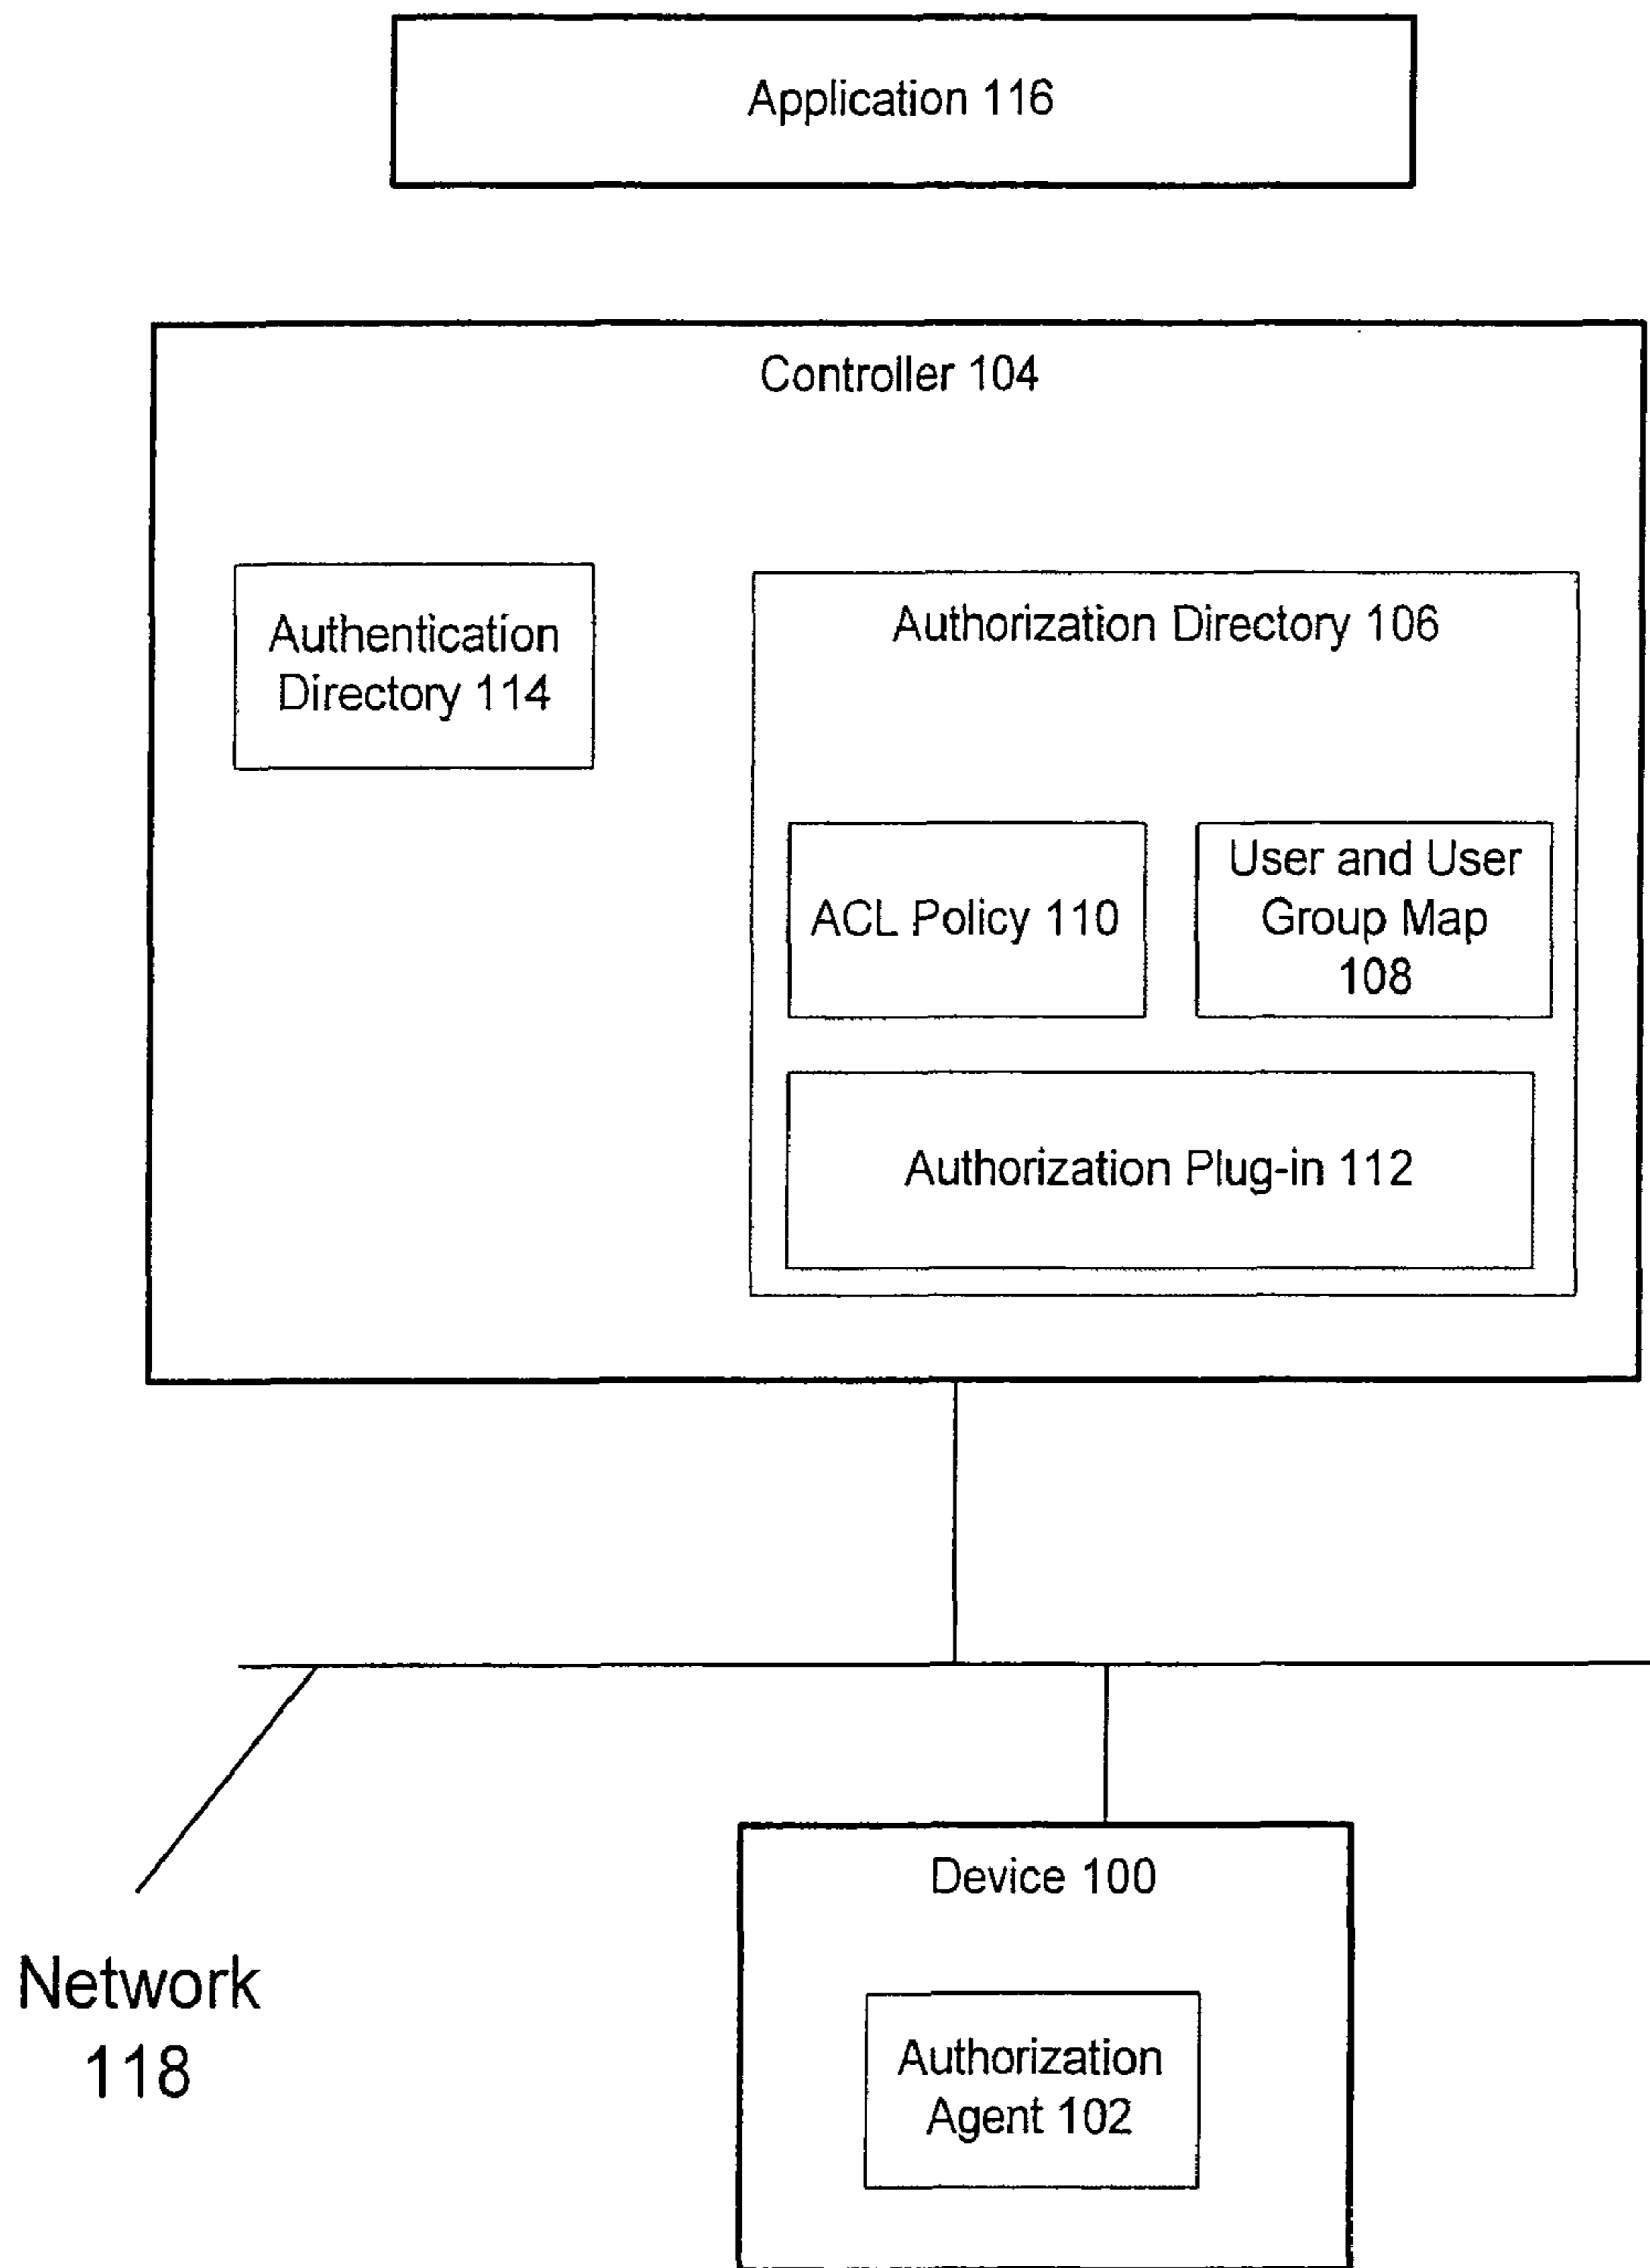 Application 116
Controller 104
Authentication
Directory 114
Authorization Directory 106
ACL Policy 110
User and User
Group Map
108
Authorization Plug-in 112
Network
118
Device 100
Authorization
Agent 102